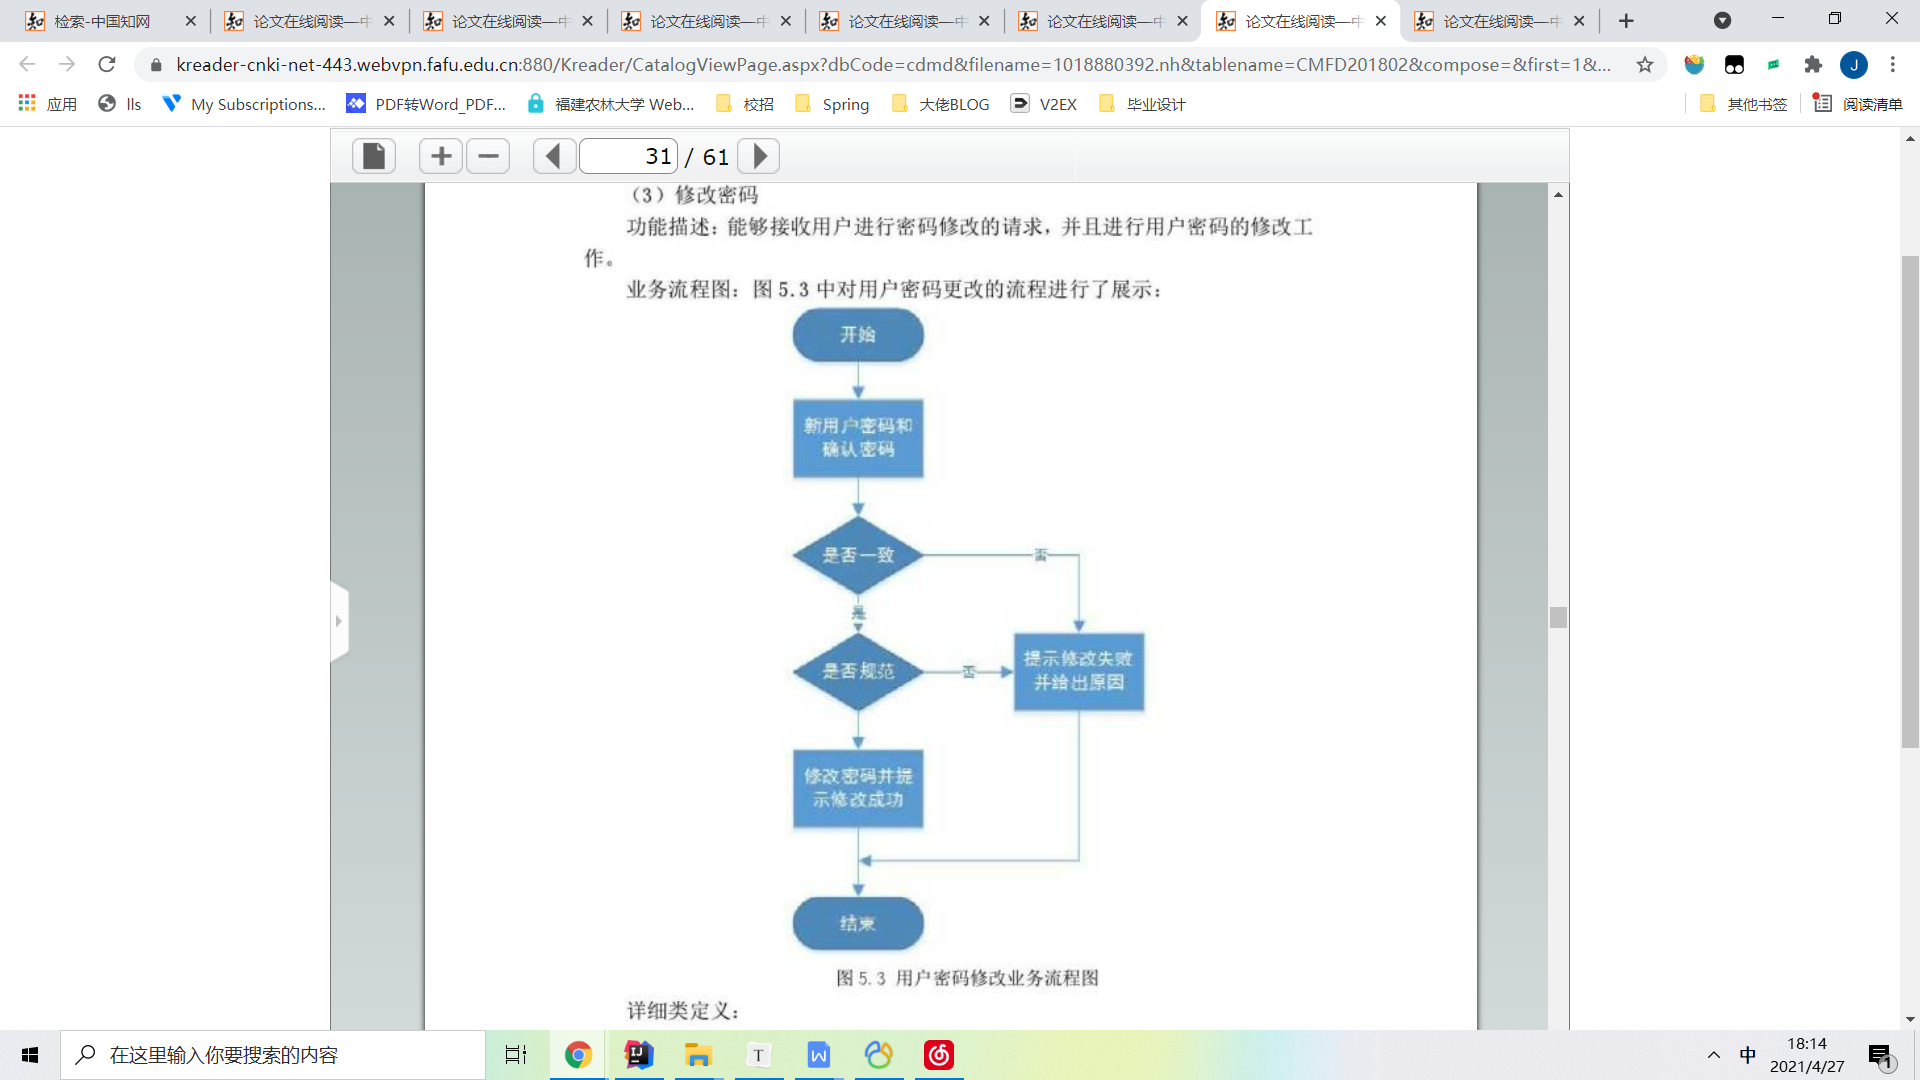 检索-中国知网
论文在线阅读—中
论文在线阅读—中
论文在线阅读—中
论文在线阅读—中
论文在线阅读—中
论文在线阅读—中
论文在线阅读—中
kreader-cnki-net-443.webvpn.fafu.edu.cn:880/Kreader/CatalogViewPage.aspx?dbCode=cdmd&filename=1018880392.nh&tablename=CMFD201802&compose=&first=1&...
J
应用
lls
My Subscriptions...
PDF转Word_PDF...
福建农林大学 Web...
校招
Spring
大佬BLOG
V2EX
毕业设计
其他书签
阅读清单
31 / 61
（3）修改密码
功能描述：能够接收用户进行密码修改的请求，并且进行用户密码的修改工
作。
业务流程图：图 5.3 中对用户密码更改的流程进行了展示：
开始
新用户密码和
确认密码
是否一致
否
是
是否规范
否
提示修改失败
并给出原因
修改密码并提
示修改成功
结束
图 5.3 用户密码修改业务流程图
详细类定义：
在这里输入你要搜索的内容
中
18:14
2021/4/27
1